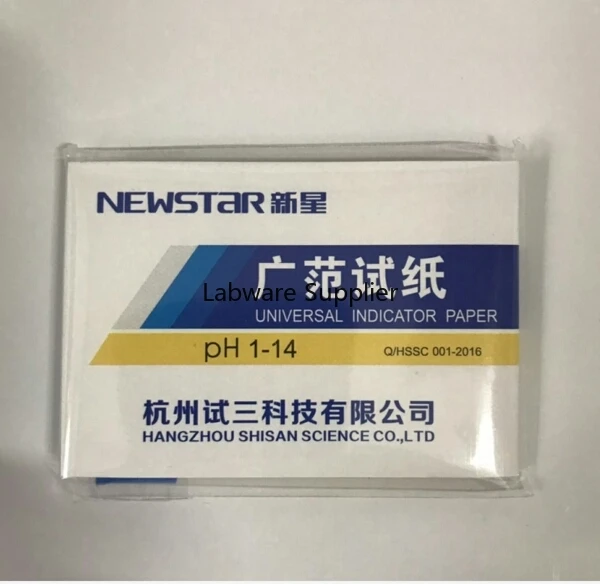 NEWSTAR 新星
广范试纸
Labware Supplier
UNIVERSAL INDICATOR PAPER
pH 1-14
Q/HSSC 001-2016
杭州试三科技有限公司
HANGZHOU SHISAN SCIENCE CO.,LTD